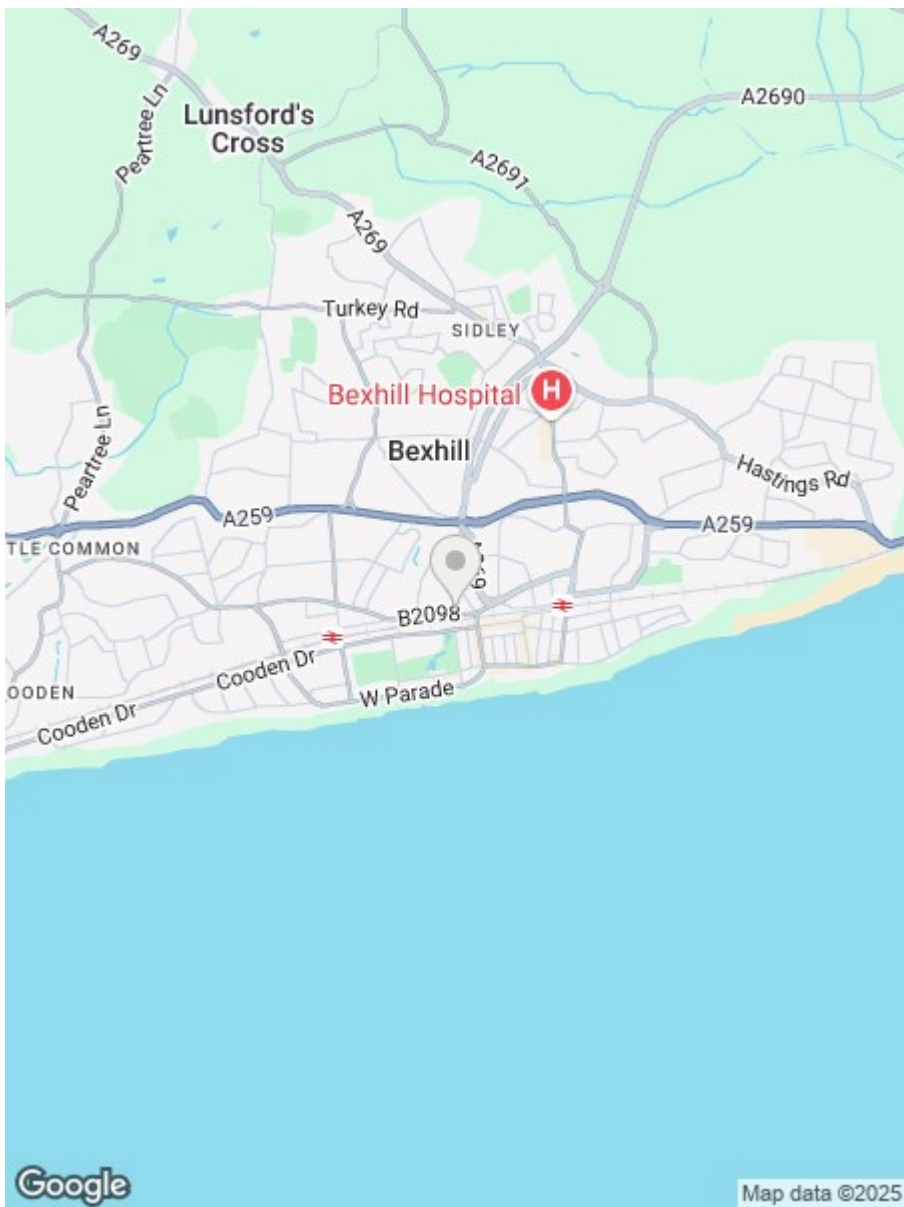 A269
A2690
Peartree Ln
Lunsford's
Cross
A2691
A269
Turkey Rd
SIDLEY
Bexhill Hospital
H
Bexhill
Peartree Ln
Hastings Rd
A259
A259
TLE COMMON
B2098
Cooden Dr
OODEN
W Parade
Cooden Dr
Google
Map data ©2025